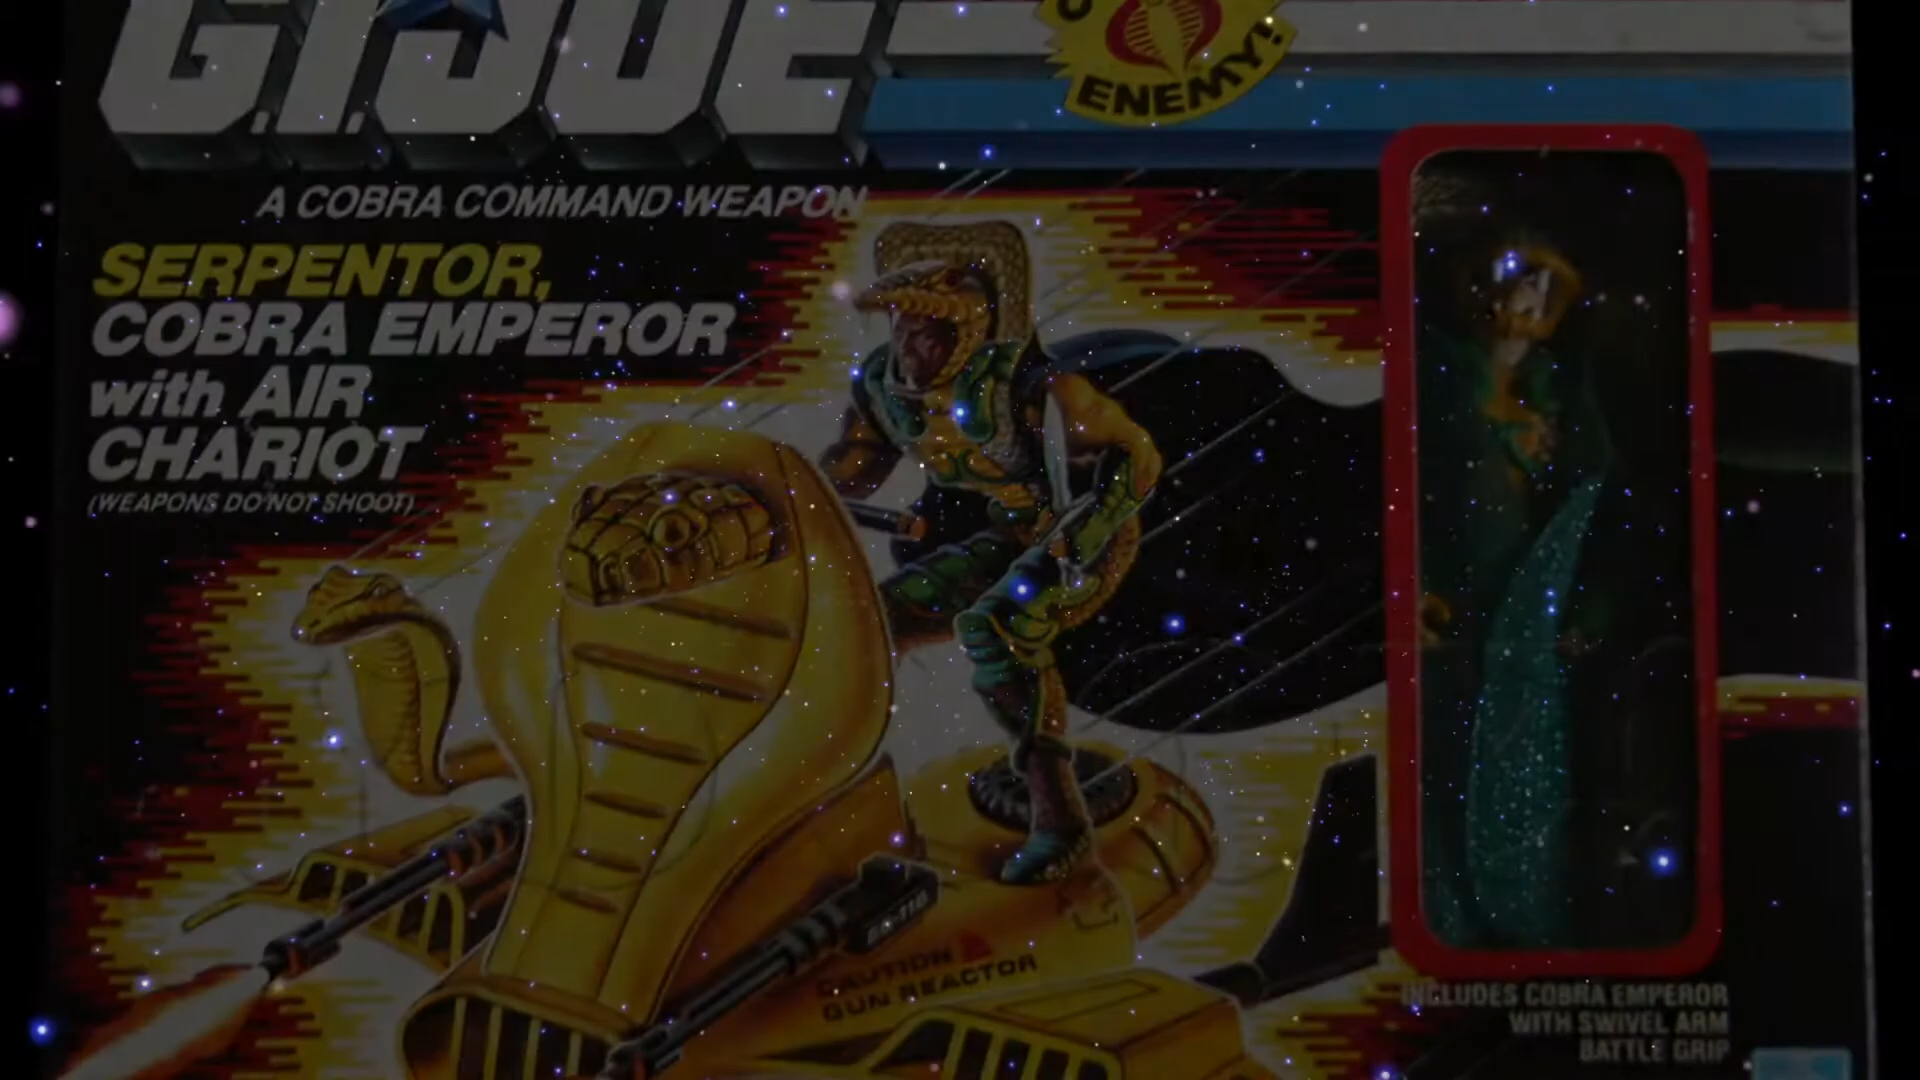 G.I. JOE
ENEMY!
A COBRA COMMAND WEAPON
SERPENTOR,
COBRA EMPEROR
with AIR
CHARIOT
(WEAPONS DO NOT SHOOT)
CAUTION
GUN REACTOR
INCLUDES COBRA EMPEROR
WITH SWIVEL ARM
BATTLE GRIP